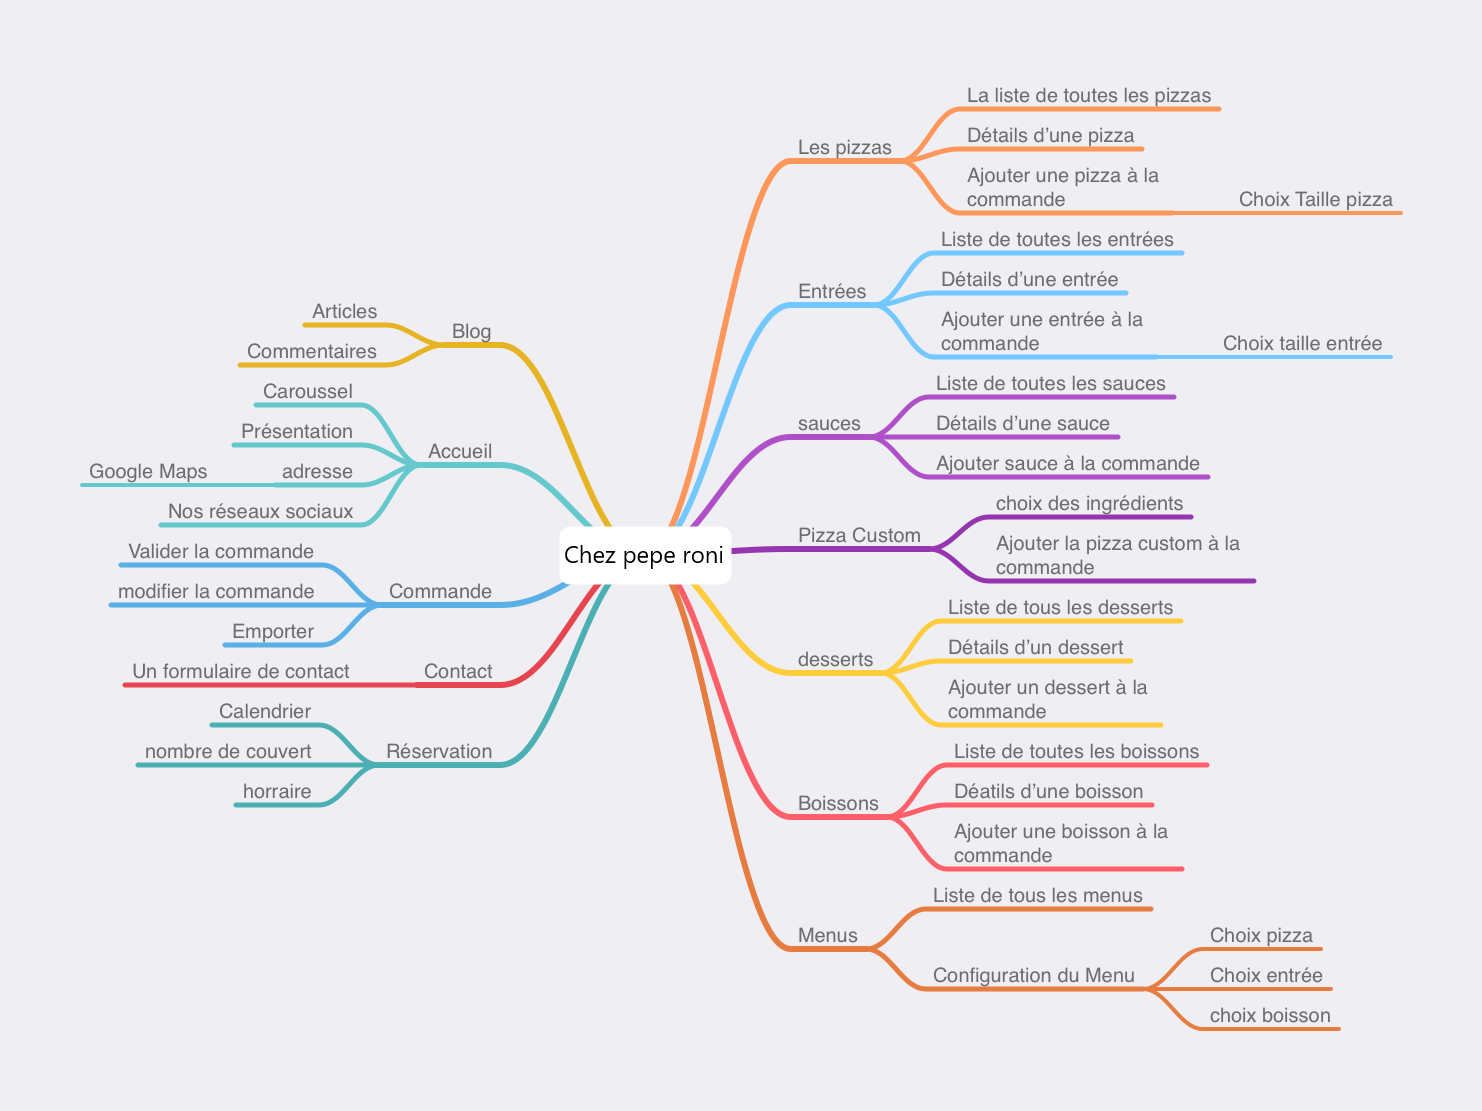 Chez pepe roni
Les pizzas
La liste de toutes les pizzas
Détails d’une pizza
Ajouter une pizza à la
commande
Choix Taille pizza
Entrées
Liste de toutes les entrées
Détails d’une entrée
Ajouter une entrée à la
commande
Choix taille entrée
sauces
Liste de toutes les sauces
Détails d’une sauce
Ajouter sauce à la commande
Pizza Custom
choix des ingrédients
Ajouter la pizza custom à la
commande
desserts
Liste de tous les desserts
Détails d’un dessert
Ajouter un dessert à la
commande
Boissons
Liste de toutes les boissons
Déatils d’une boisson
Ajouter une boisson à la
commande
Menus
Liste de tous les menus
Configuration du Menu
Choix pizza
Choix entrée
choix boisson
Blog
Articles
Commentaires
Accueil
Caroussel
Présentation
adresse
Google Maps
Nos réseaux sociaux
Commande
Valider la commande
modifier la commande
Emporter
Contact
Un formulaire de contact
Réservation
Calendrier
nombre de couvert
horraire